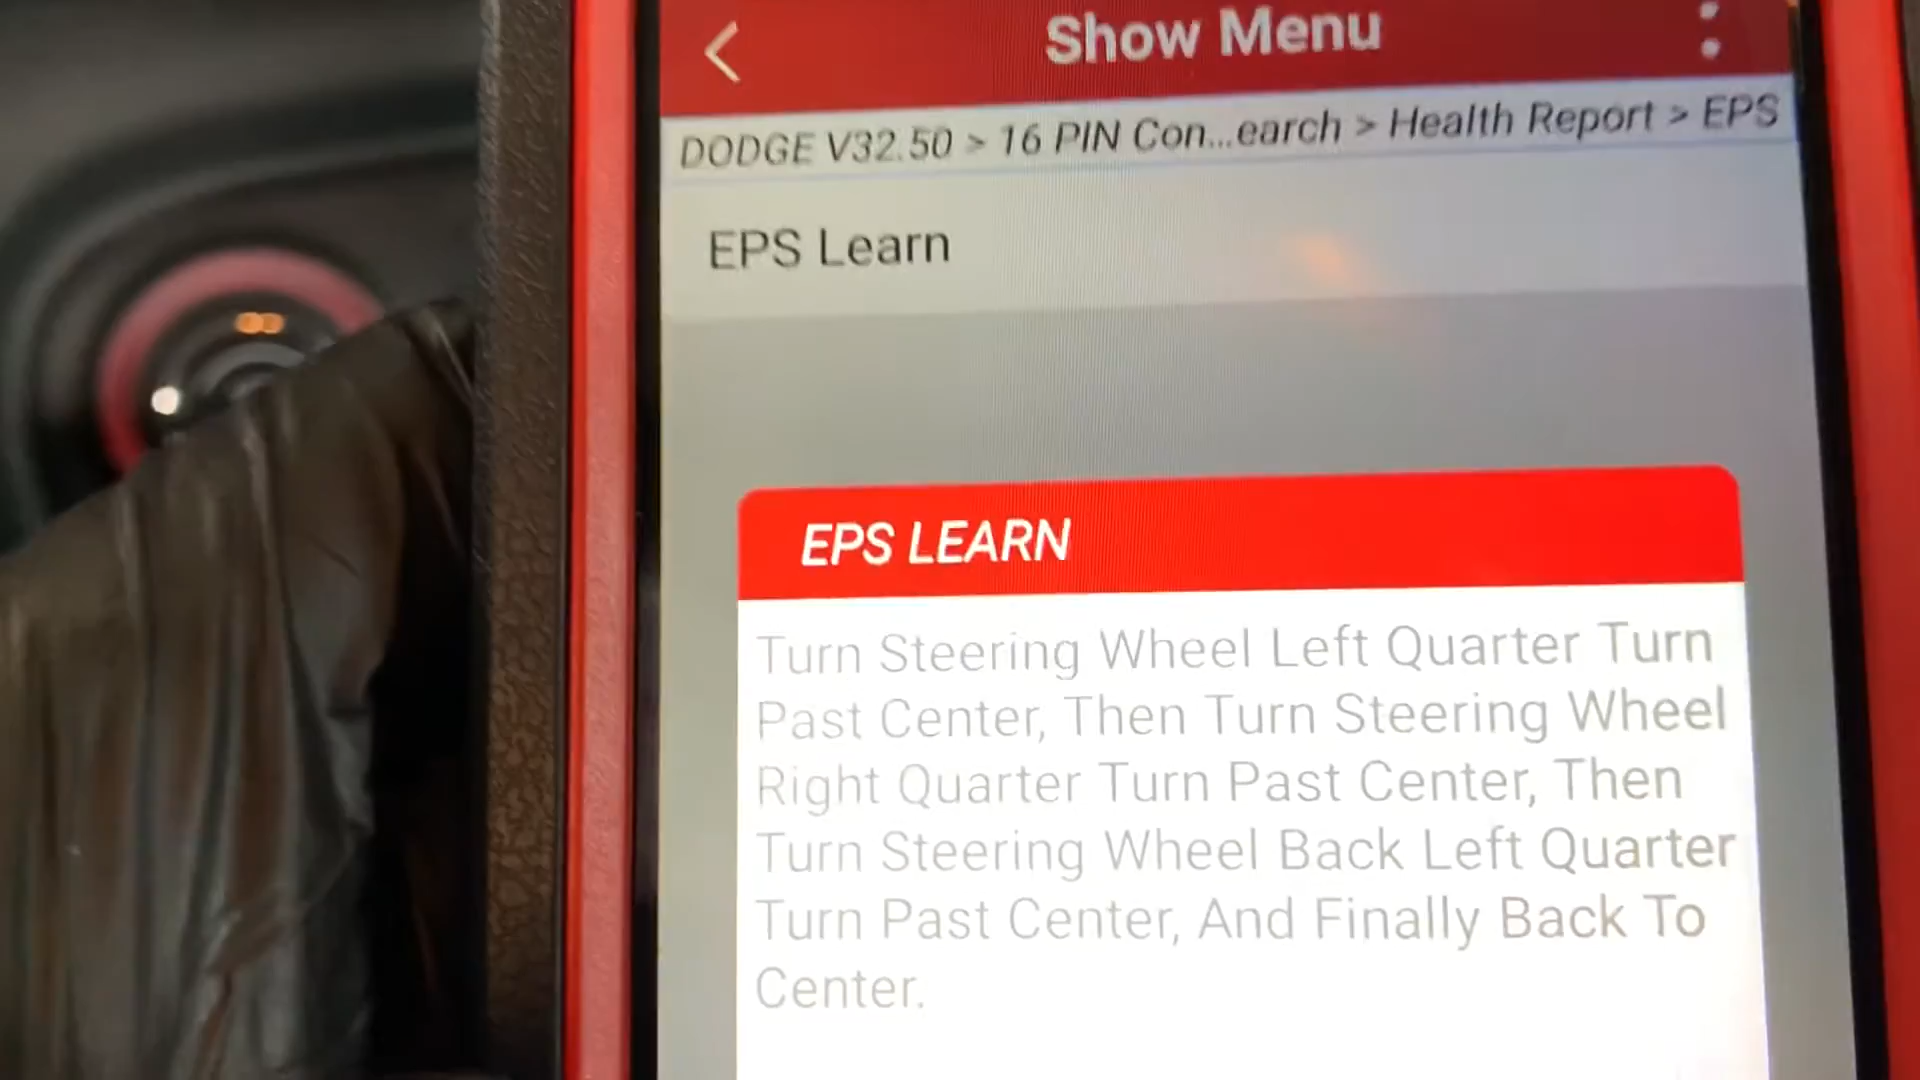 Show Menu
DODGE V32.50 > 16 PIN Con...earch > Health Report > EPS
EPS Learn
EPS LEARN
Turn Steering Wheel Left Quarter Turn
Past Center, Then Turn Steering Wheel
Right Quarter Turn Past Center, Then
Turn Steering Wheel Back Left Quarter
Turn Past Center, And Finally Back To
Center.